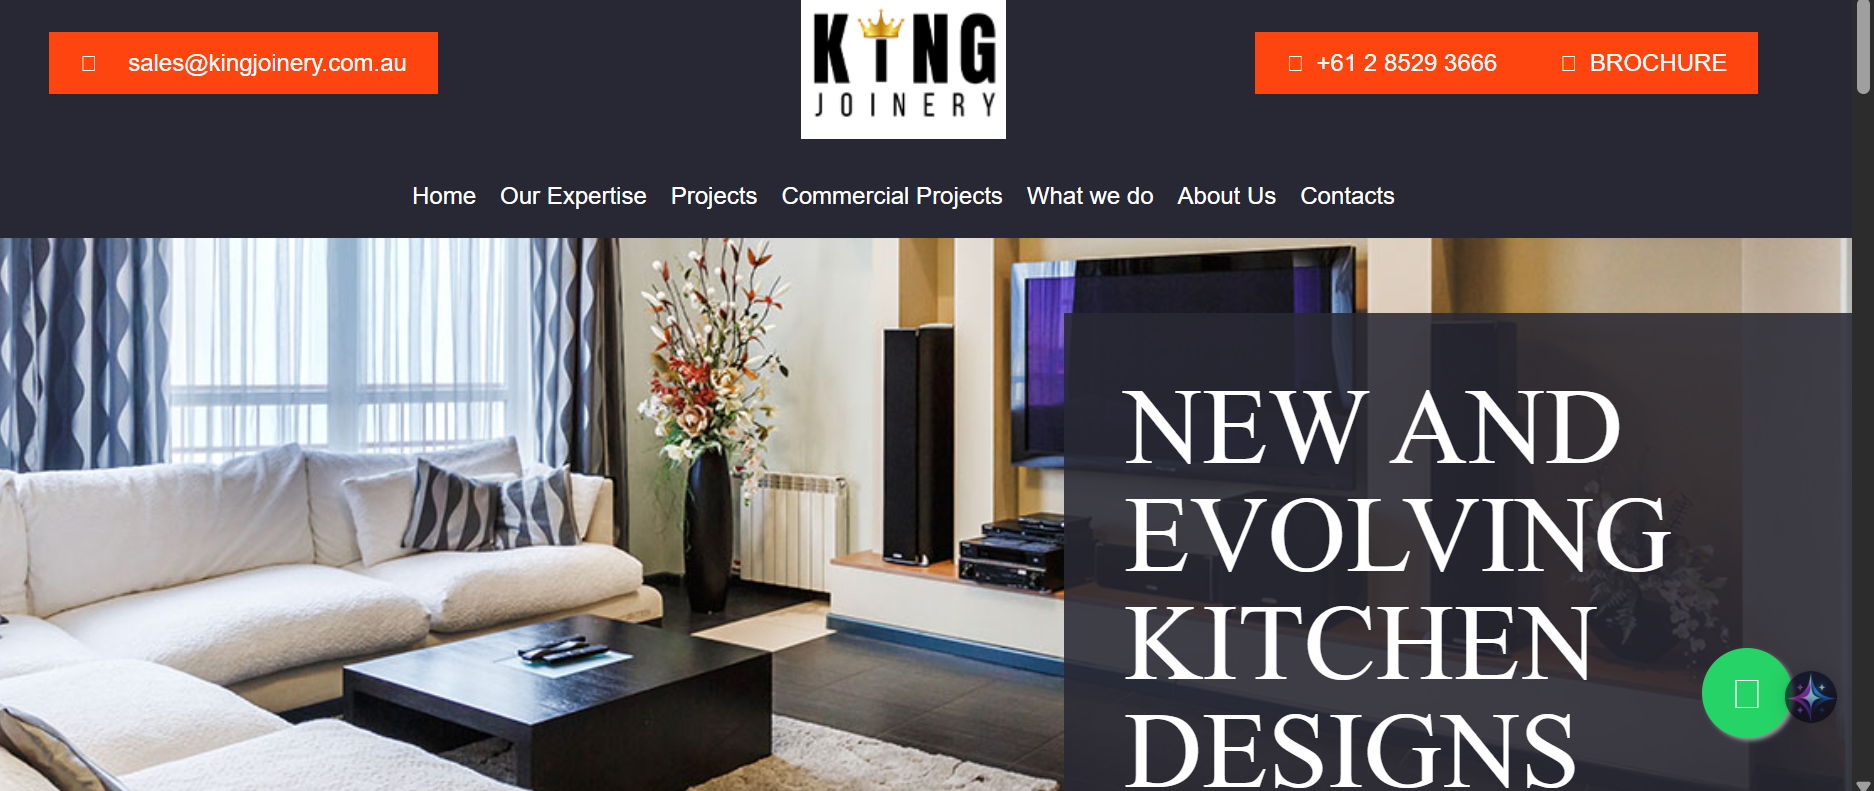 sales@kingjoinery.com.au
KING
JOINERY
+61 2 8529 3666
BROCHURE
Home Our Expertise Projects Commercial Projects What we do About Us Contacts
NEW AND
EVOLVING
KITCHEN
DESIGNS